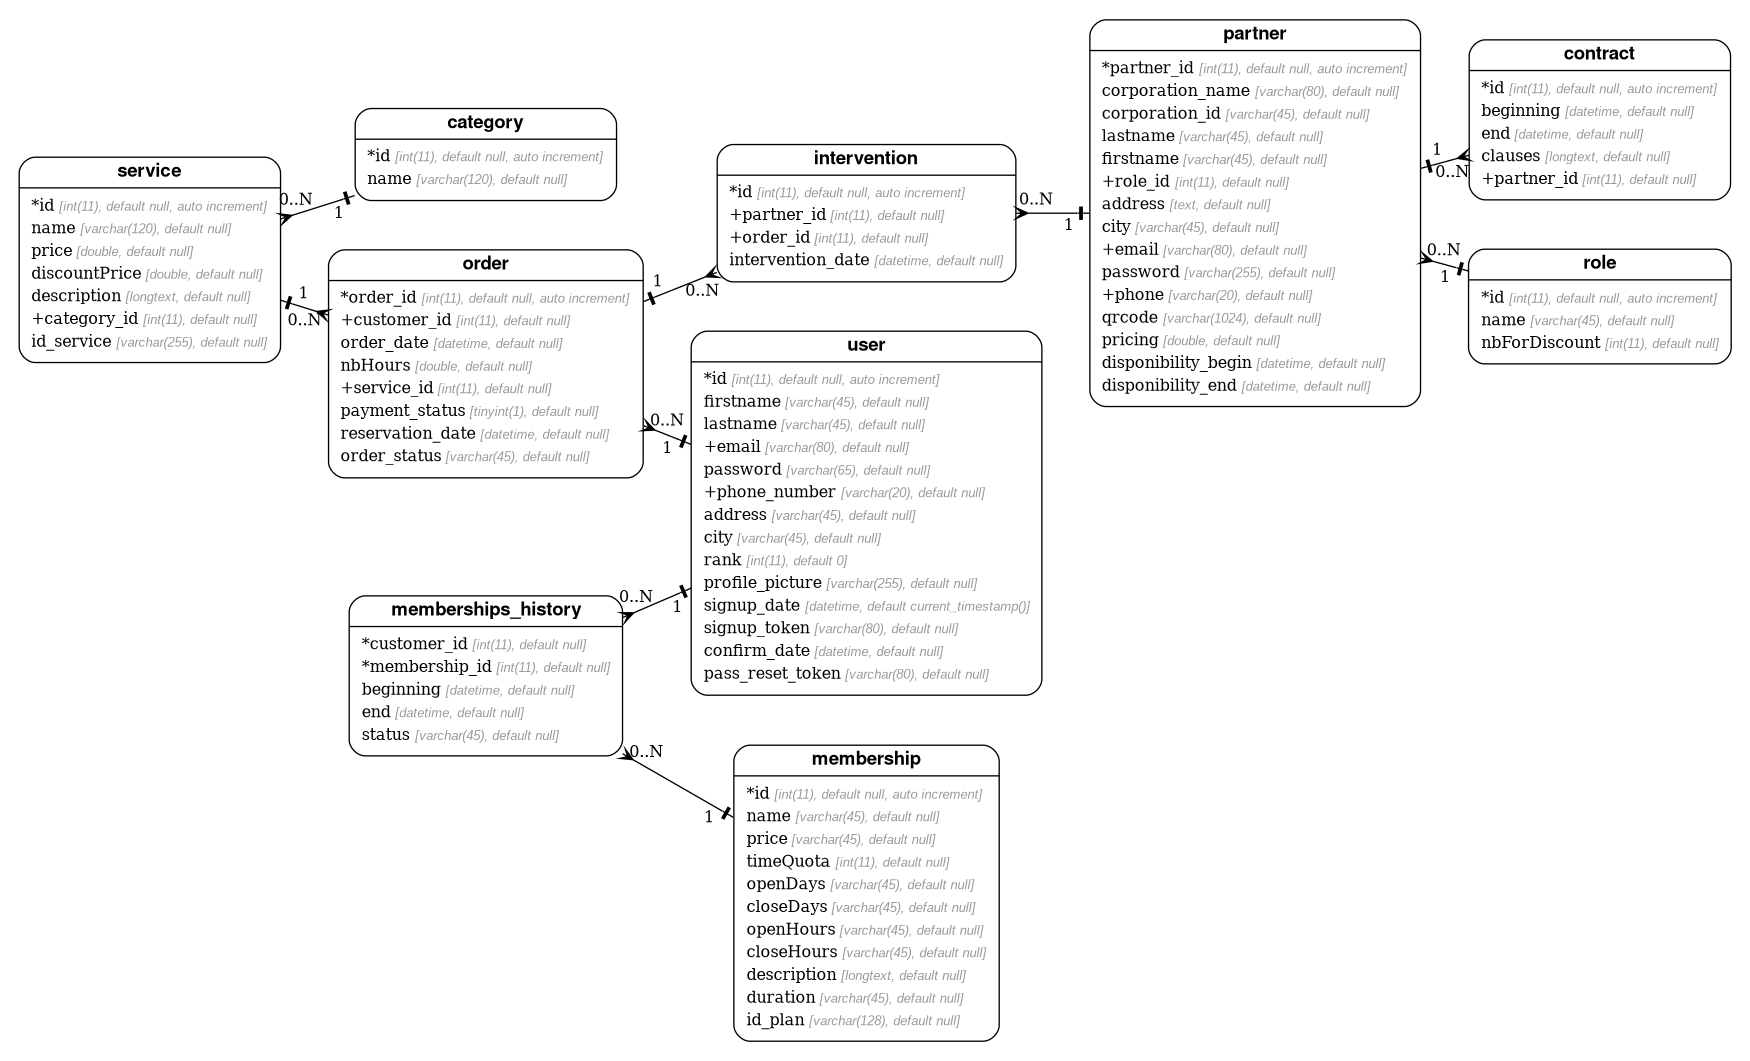 service
*id [int(11), default null, auto increment]
name [varchar(120), default null]
price [double, default null]
discountPrice [double, default null]
description [longtext, default null]
+category_id [int(11), default null]
id_service [varchar(255), default null]
0..N
1
1
0..N
category
*id [int(11), default null, auto increment]
name [varchar(120), default null]
order
*order_id [int(11), default null, auto increment]
+customer_id [int(11), default null]
order_date [datetime, default null]
nbHours [double, default null]
+service_id [int(11), default null]
payment_status [tinyint(1), default null]
reservation_date [datetime, default null]
order_status [varchar(45), default null]
1
0..N
0..N
1
intervention
*id [int(11), default null, auto increment]
+partner_id [int(11), default null]
+order_id [int(11), default null]
intervention_date [datetime, default null]
0..N
1
user
*id [int(11), default null, auto increment]
firstname [varchar(45), default null]
lastname [varchar(45), default null]
+email [varchar(80), default null]
password [varchar(65), default null]
+phone_number [varchar(20), default null]
address [varchar(45), default null]
city [varchar(45), default null]
rank [int(11), default 0]
profile_picture [varchar(255), default null]
signup_date [datetime, default current_timestamp()]
signup_token [varchar(80), default null]
confirm_date [datetime, default null]
pass_reset_token [varchar(80), default null]
memberships_history
*customer_id [int(11), default null]
*membership_id [int(11), default null]
beginning [datetime, default null]
end [datetime, default null]
status [varchar(45), default null]
0..N
1
0..N
1
membership
*id [int(11), default null, auto increment]
name [varchar(45), default null]
price [varchar(45), default null]
timeQuota [int(11), default null]
openDays [varchar(45), default null]
closeDays [varchar(45), default null]
openHours [varchar(45), default null]
closeHours [varchar(45), default null]
description [longtext, default null]
duration [varchar(45), default null]
id_plan [varchar(128), default null]
partner
*partner_id [int(11), default null, auto increment]
corporation_name [varchar(80), default null]
corporation_id [varchar(45), default null]
lastname [varchar(45), default null]
firstname [varchar(45), default null]
+role_id [int(11), default null]
address [text, default null]
city [varchar(45), default null]
+email [varchar(80), default null]
password [varchar(255), default null]
+phone [varchar(20), default null]
qrcode [varchar(1024), default null]
pricing [double, default null]
disponibility_begin [datetime, default null]
disponibility_end [datetime, default null]
1
0..N
0..N
1
contract
*id [int(11), default null, auto increment]
beginning [datetime, default null]
end [datetime, default null]
clauses [longtext, default null]
+partner_id [int(11), default null]
role
*id [int(11), default null, auto increment]
name [varchar(45), default null]
nbForDiscount [int(11), default null]